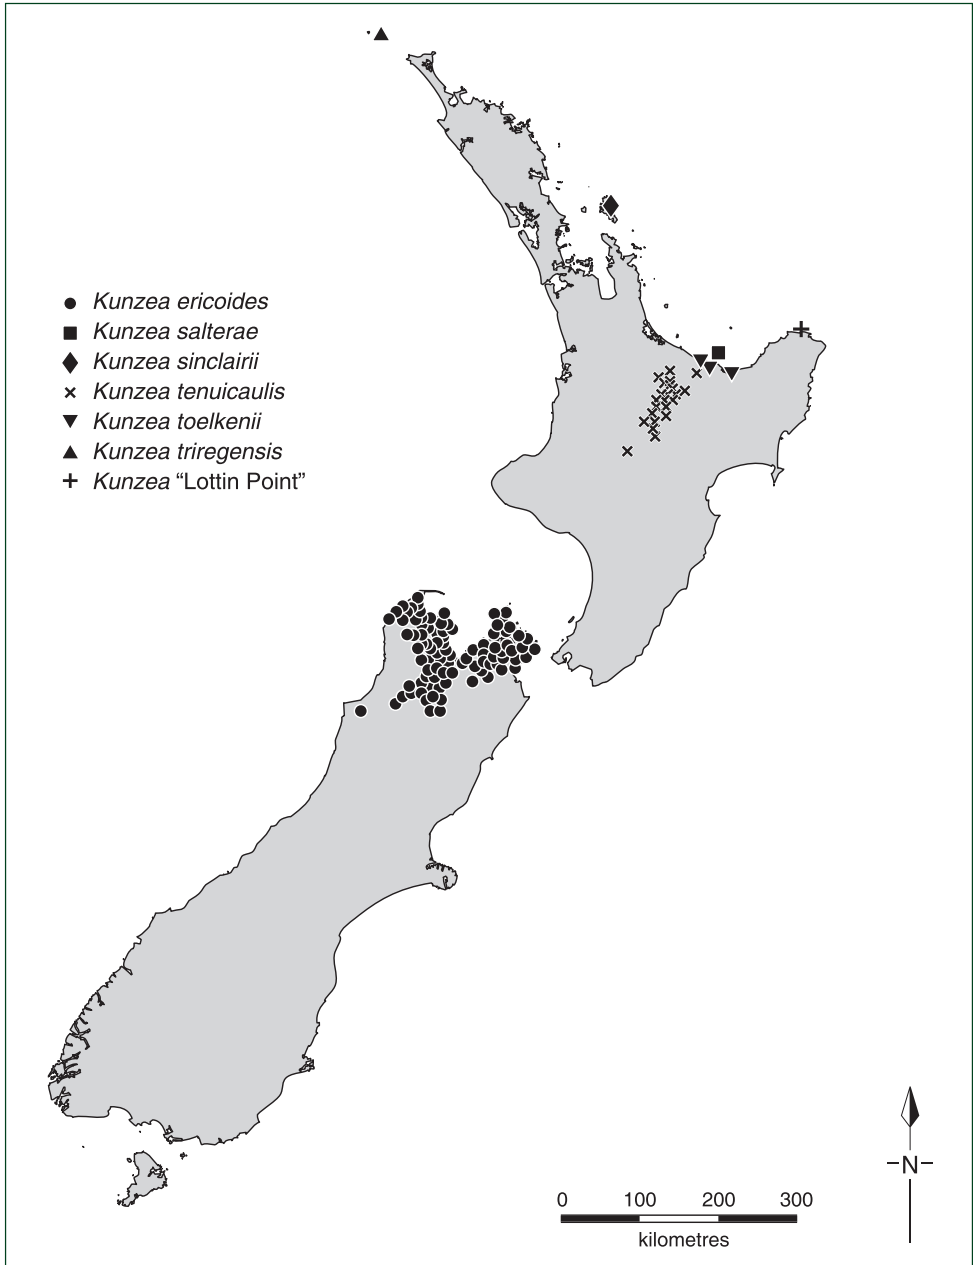 Kunzea ericoides
Kunzea salterae
Kunzea sinclairii
Kunzea tenuicaulis
Kunzea toelkenii
Kunzea triregensis
Kunzea “Lottin Point”
N
0 100 200 300
kilometres